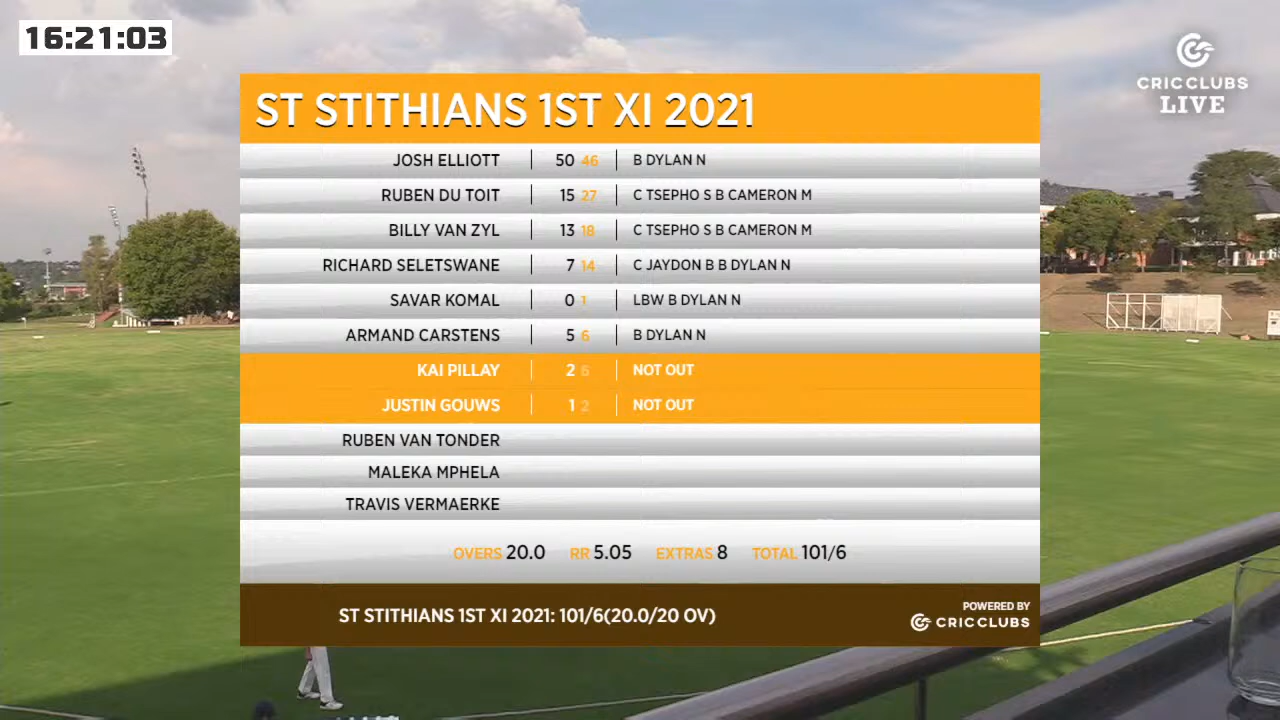 16:21:03
CRICCLUBS
LIVE
ST STITHIANS 1ST XI 2021
JOSH ELLIOTT 50 46 B DYLAN N
RUBEN DU TOIT 15 27 C TSEPHO S B CAMERON M
BILLY VAN ZYL 13 18 C TSEPHO S B CAMERON M
RICHARD SELETSWANE 7 14 C JAYDON B B DYLAN N
SAVAR KOMAL 0 1 LBW B DYLAN N
ARMAND CARSTENS 5 6 B DYLAN N
KAI PILLAY 2 6 NOT OUT
JUSTIN GOUWS 1 2 NOT OUT
RUBEN VAN TONDER
MALEKA MPHELA
TRAVIS VERMAERKE
OVERS 20.0 RR 5.05 EXTRAS 8 TOTAL 101/6
ST STITHIANS 1ST XI 2021: 101/6(20.0/20 OV)
POWERED BY
CRICCLUBS